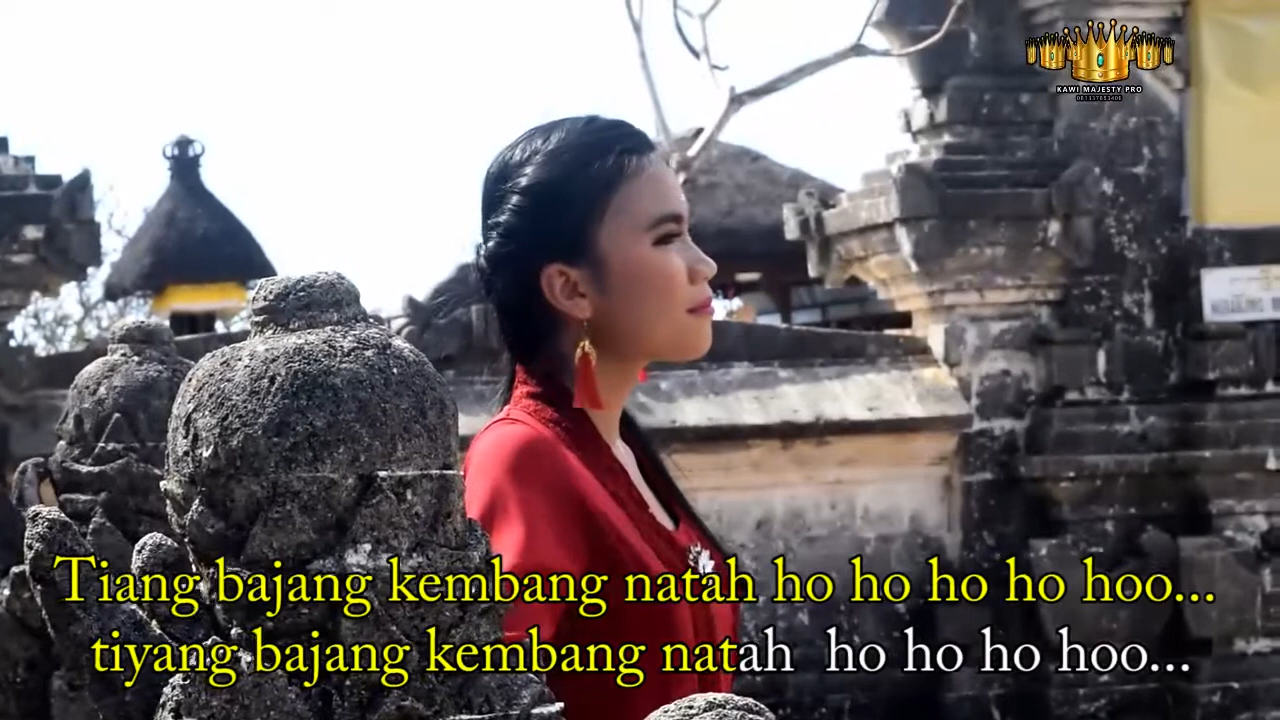 KAWI MAJESTY PRO
Tiang bajang kembang natah ho ho ho ho hoo...
tiyang bajang kembang natah ho ho ho hoo...